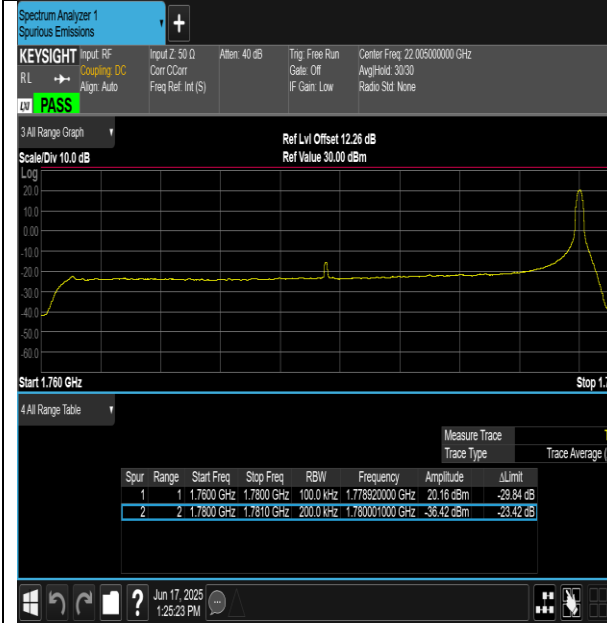 Spectrum Analyzer 1
Spurious Emissions
+
KEYSIGHT Input: RF Input Z: 50 Ω Atten: 40 dB Trig: Free Run Center Freq: 22.005000000 GHz
RL Coupling: DC Corr CCorr Gate: Off Avg|Hold: 30/30
Align: Auto Freq Ref: Int (S) IF Gain: Low Radio Std: None
LXI PASS
3 All Range Graph
Ref Lvl Offset 12.26 dB
Scale/Div 10.0 dB Ref Value 30.00 dBm
Log
20.0
10.0
0.00
-10.0
-20.0
-30.0
-40.0
-50.0
-60.0
Start 1.760 GHz Stop 1.7
4 All Range Table
Measure Trace
Trace Type Trace Average (
Spur Range Start Freq Stop Freq RBW Frequency Amplitude ΔLimit
1 1 1.7600 GHz 1.7800 GHz 100.0 kHz 1.778920000 GHz 20.16 dBm -29.84 dB
2 2 1.7800 GHz 1.7810 GHz 200.0 kHz 1.780001000 GHz -36.42 dBm -23.42 dB
? Jun 17, 2025
1:25:23 PM